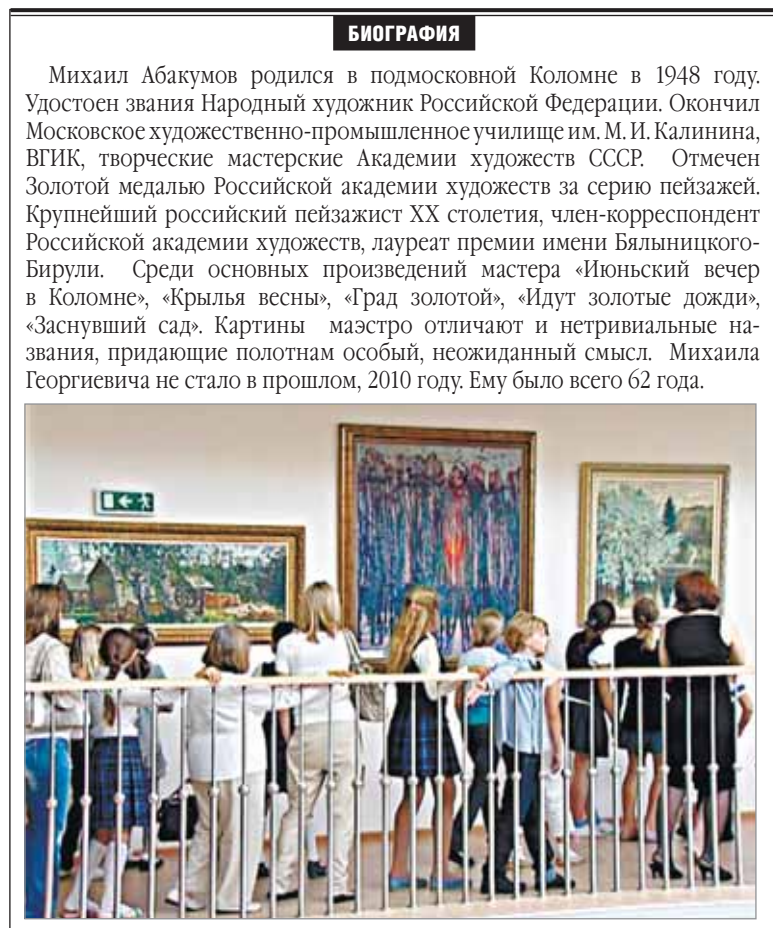 БИОГРАФИЯ
Михаил Абакумов родился в подмосковной Коломне в 1948 году.
Удостоен звания Народный художник Российской Федерации. Окончил
Московское художественно-промышленное училище им. М. И. Калинина,
ВГИК, творческие мастерские Академии художеств СССР. Отмечен
Золотой медалью Российской академии художеств за серию пейзажей.
Крупнейший российский пейзажист XX столетия, член-корреспондент
Российской академии художеств, лауреат премии имени Бялыницкого-
Бирули. Среди основных произведений мастера «Июньский вечер
в Коломне», «Крылья весны», «Град золотой», «Идут золотые дожди»,
«Заснувший сад». Картины маэстро отличают и нетривиальные на-
звания, придающие полотнам особый, неожиданный смысл. Михаила
Георгиевича не стало в прошлом, 2010 году. Ему было всего 62 года.